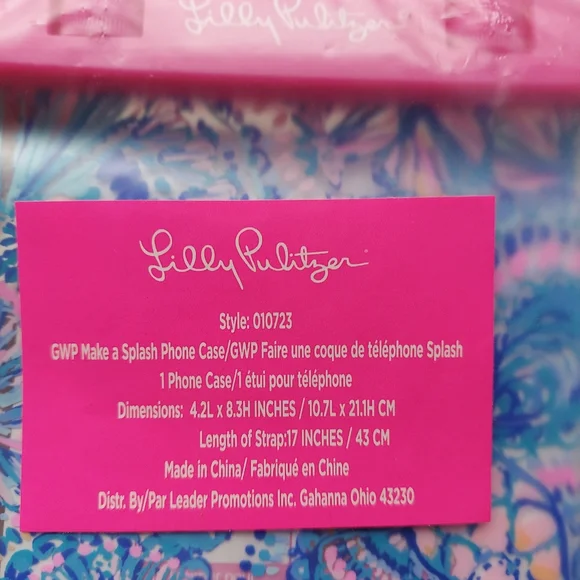 Lilly Pulitzer
Lilly Pulitzer
Style: 010723
GWP Make a Splash Phone Case/GWP Faire une coque de téléphone Splash
1 Phone Case/1 étui pour téléphone
Dimensions: 4.2L x 8.3H INCHES / 10.7L x 21.1H CM
Length of Strap:17 INCHES / 43 CM
Made in China/ Fabriqué en Chine
Distr. By/Par Leader Promotions Inc. Gahanna Ohio 43230